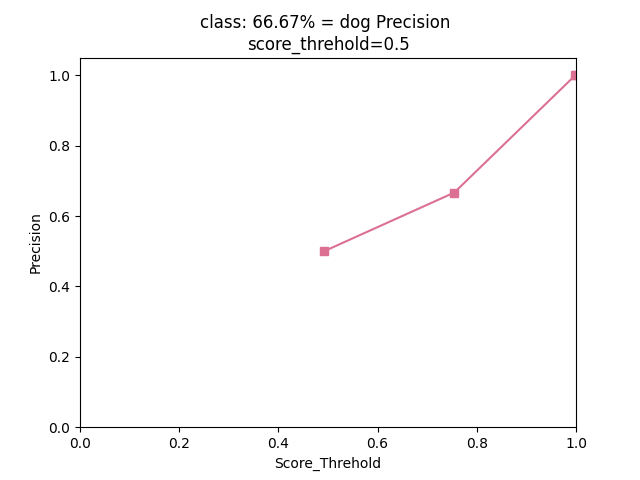 class: 66.67% = dog Precision
score_threhold=0.5
1.0
0.8
0.6
0.4
0.2
0.0
Precision
0.0 0.2 0.4 0.6 0.8 1.0
Score_Threhold